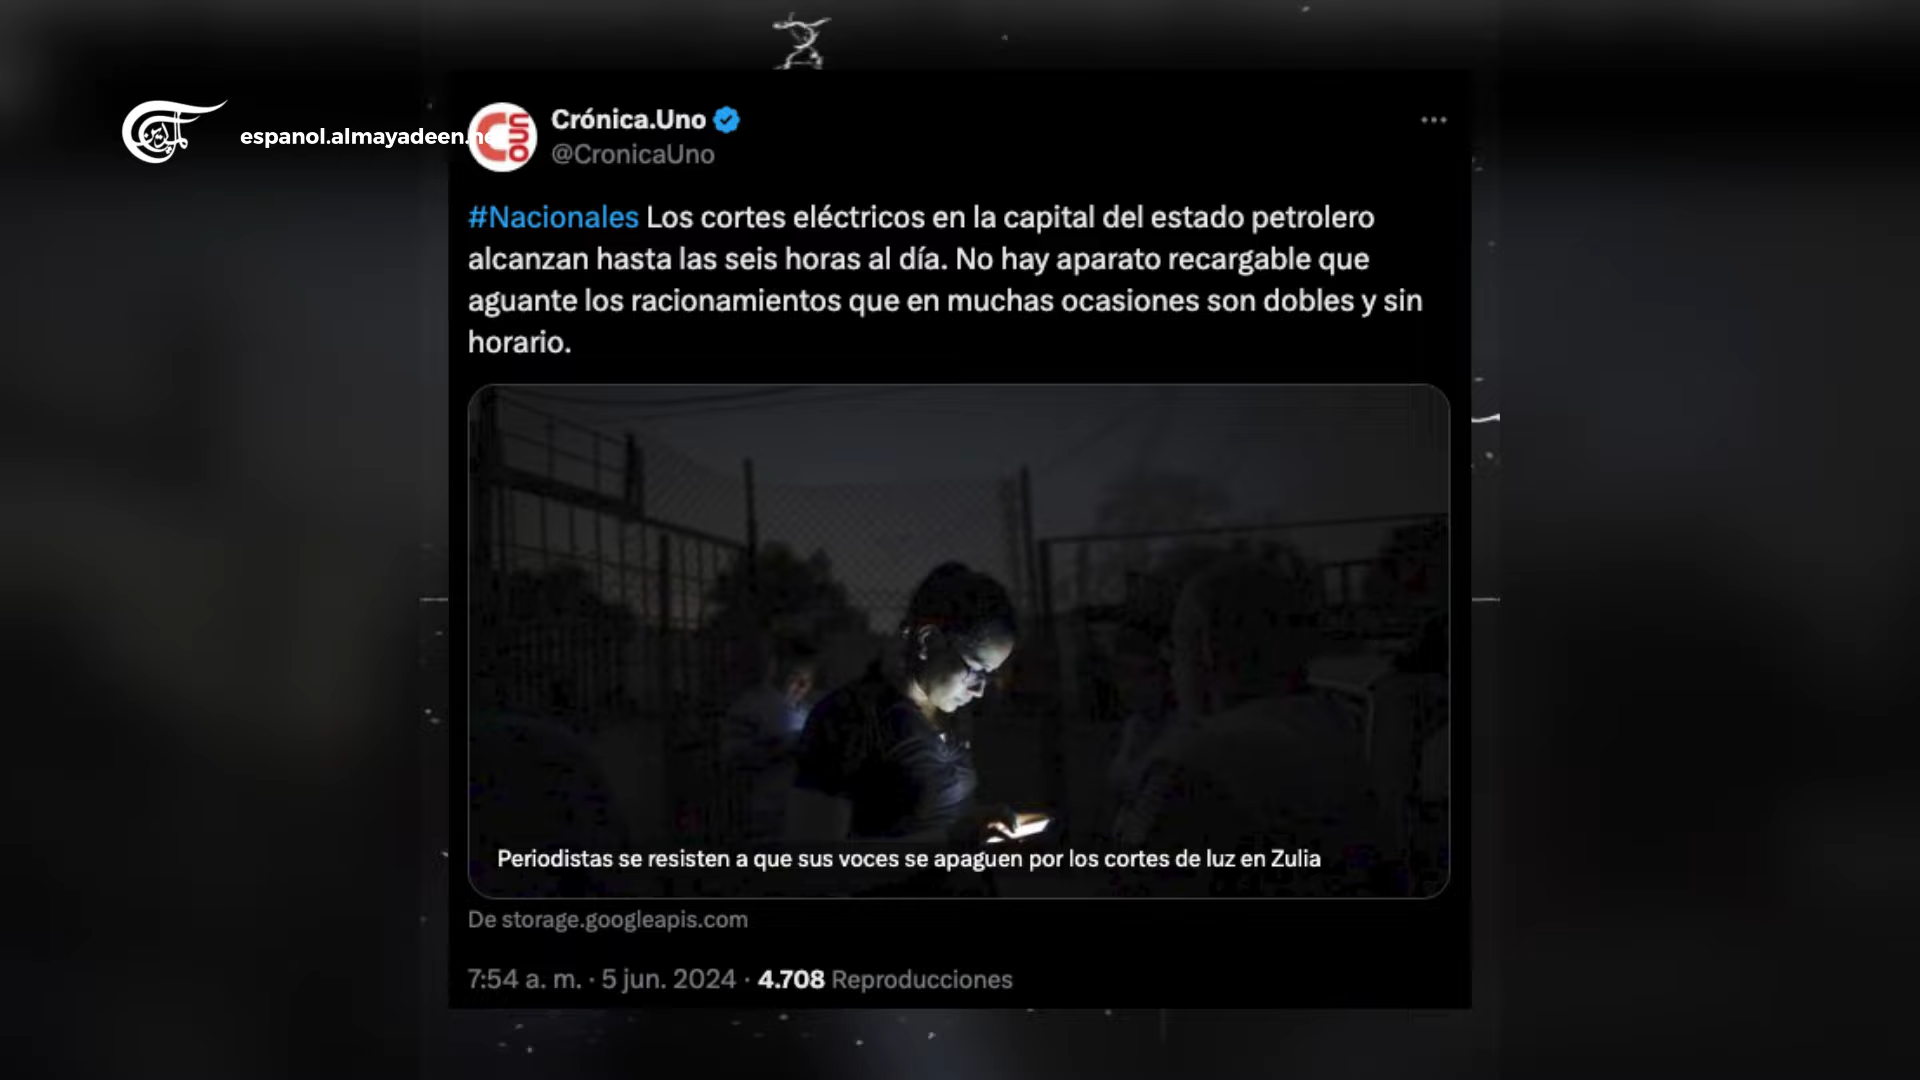 espanol.almayadeen.n
Crónica.Uno
@CronicaUno
#Nacionales Los cortes eléctricos en la capital del estado petrolero
alcanzan hasta las seis horas al día. No hay aparato recargable que
aguante los racionamientos que en muchas ocasiones son dobles y sin
horario.
Periodistas se resisten a que sus voces se apaguen por los cortes de luz en Zulia
De storage.googleapis.com
7:54 a. m. · 5 jun. 2024 · 4.708 Reproducciones